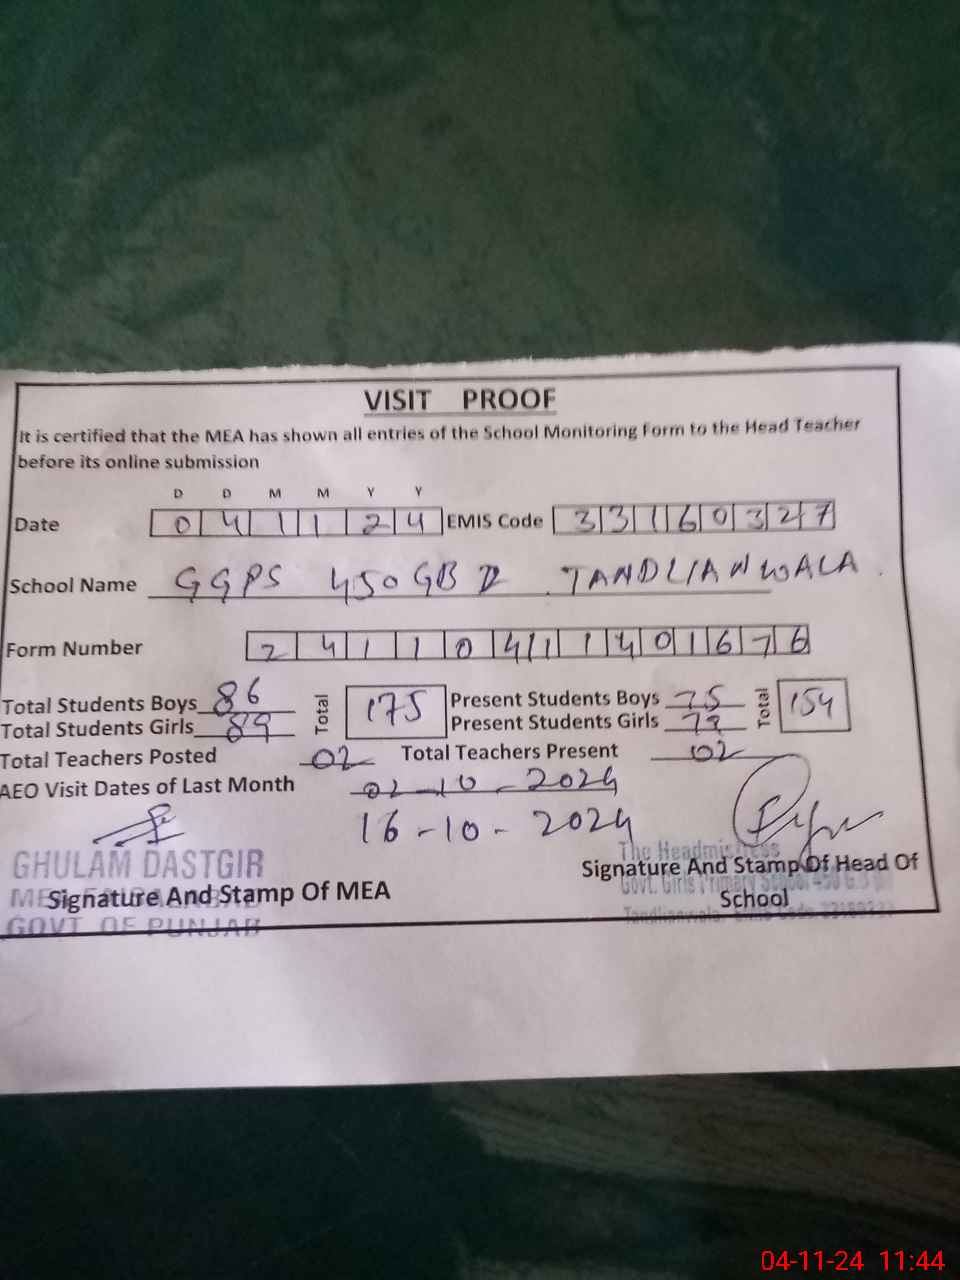 VISIT PROOF
It is certified that the MEA has shown all entries of the School Monitoring Form to the Head Teacher
before its online submission
D D M M Y Y
Date 0 4 1 1 2 4 EMIS Code 3 3 1 6 0 3 2 7
School Name GGPS 450 GB TANDLIANWALA.
Form Number 2 4 1 1 0 4 1 1 4 0 1 6 7 6
Total Students Boys 86 Total 175 Present Students Boys 75 Total 154
Total Students Girls 89 Present Students Girls 79
Total Teachers Posted 02 Total Teachers Present 02
AEO Visit Dates of Last Month 02-10-2024
16-10-2024
GHULAM DASTGIR
The Headmistress
Signature And Stamp Of MEA
Signature And Stamp Of Head Of
School
Govt. Girls Primary School
GOVT OF PUNJAB
04-11-24 11:44